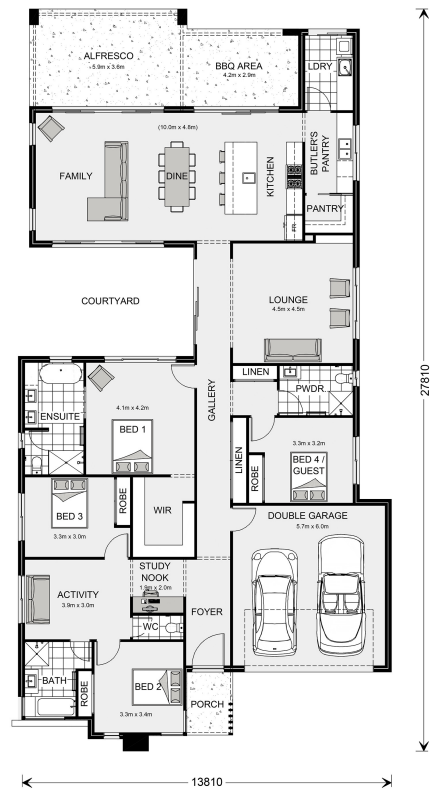 ALFRESCO
5.9m x 3.6m
BBQ AREA
4.2m x 2.9m
LDRY
(10.0m x 4.8m)
FAMILY
DINE
KITCHEN
BUTLER'S
PANTRY
PANTRY
COURTYARD
LOUNGE
4.5m x 4.5m
GALLERY
LINEN
PWDR
ENSUITE
4.1m x 4.2m
BED 1
LINEN
3.3m x 3.2m
BED 4 /
GUEST
ROBE
BED 3
3.3m x 3.0m
ROBE
WIR
DOUBLE GARAGE
5.7m x 6.0m
ACTIVITY
3.9m x 3.0m
STUDY
NOOK
1.9m x 2.0m
FOYER
WC
BATH
ROBE
BED 2
3.3m x 3.4m
PORCH
27810
13810